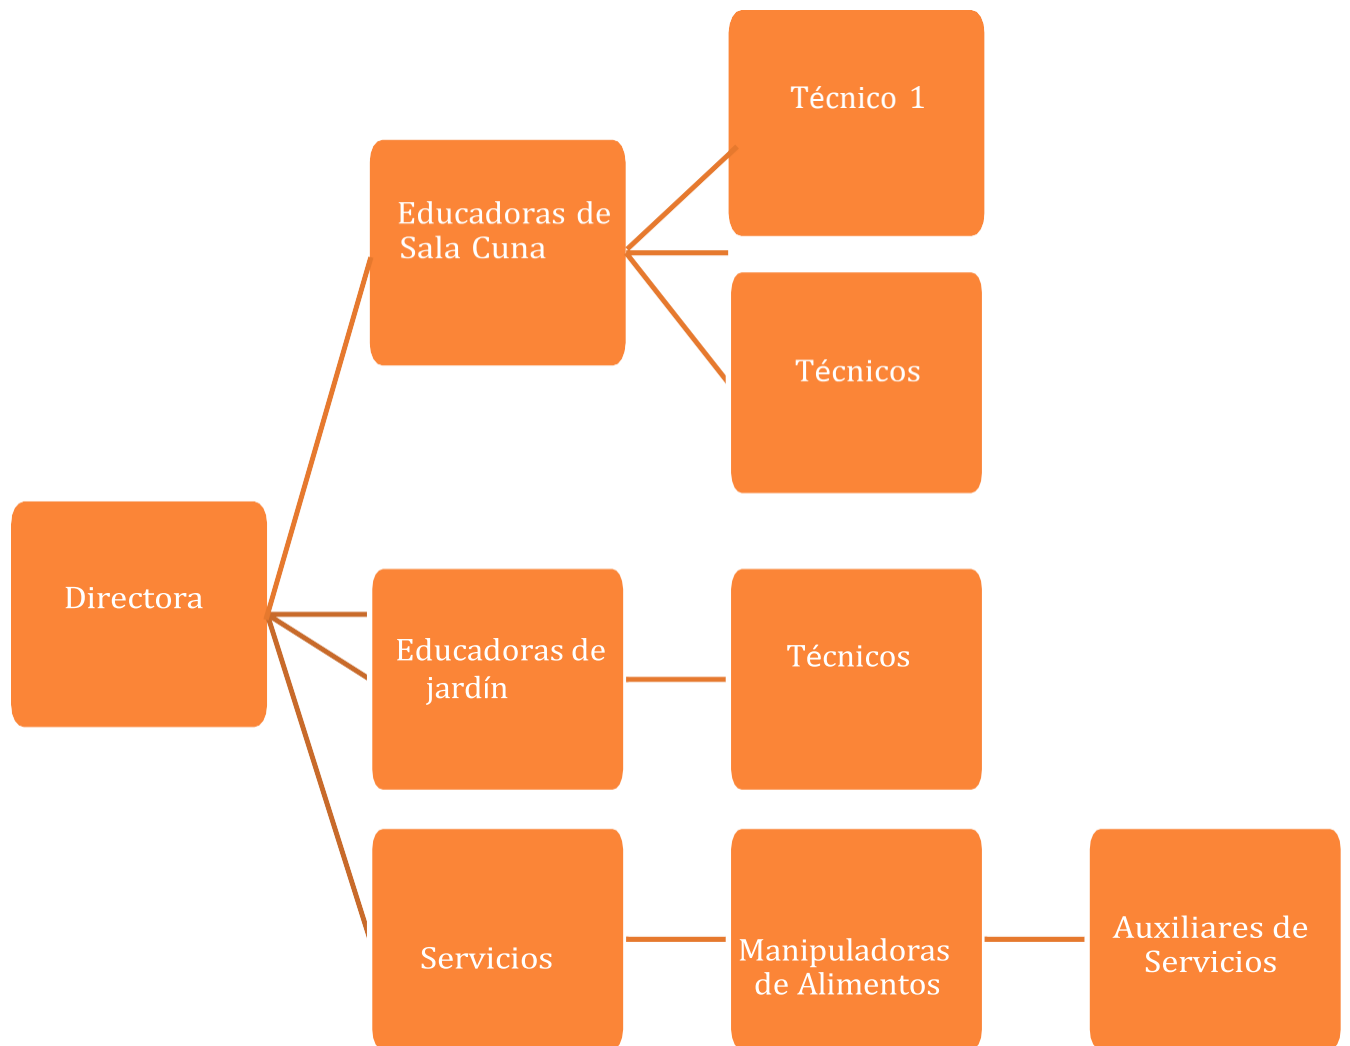 Técnico 1
Educadoras de
Sala Cuna
Técnicos
Directora
Educadoras de
jardín
Técnicos
Servicios
Manipuladoras
de Alimentos
Auxiliares de
Servicios